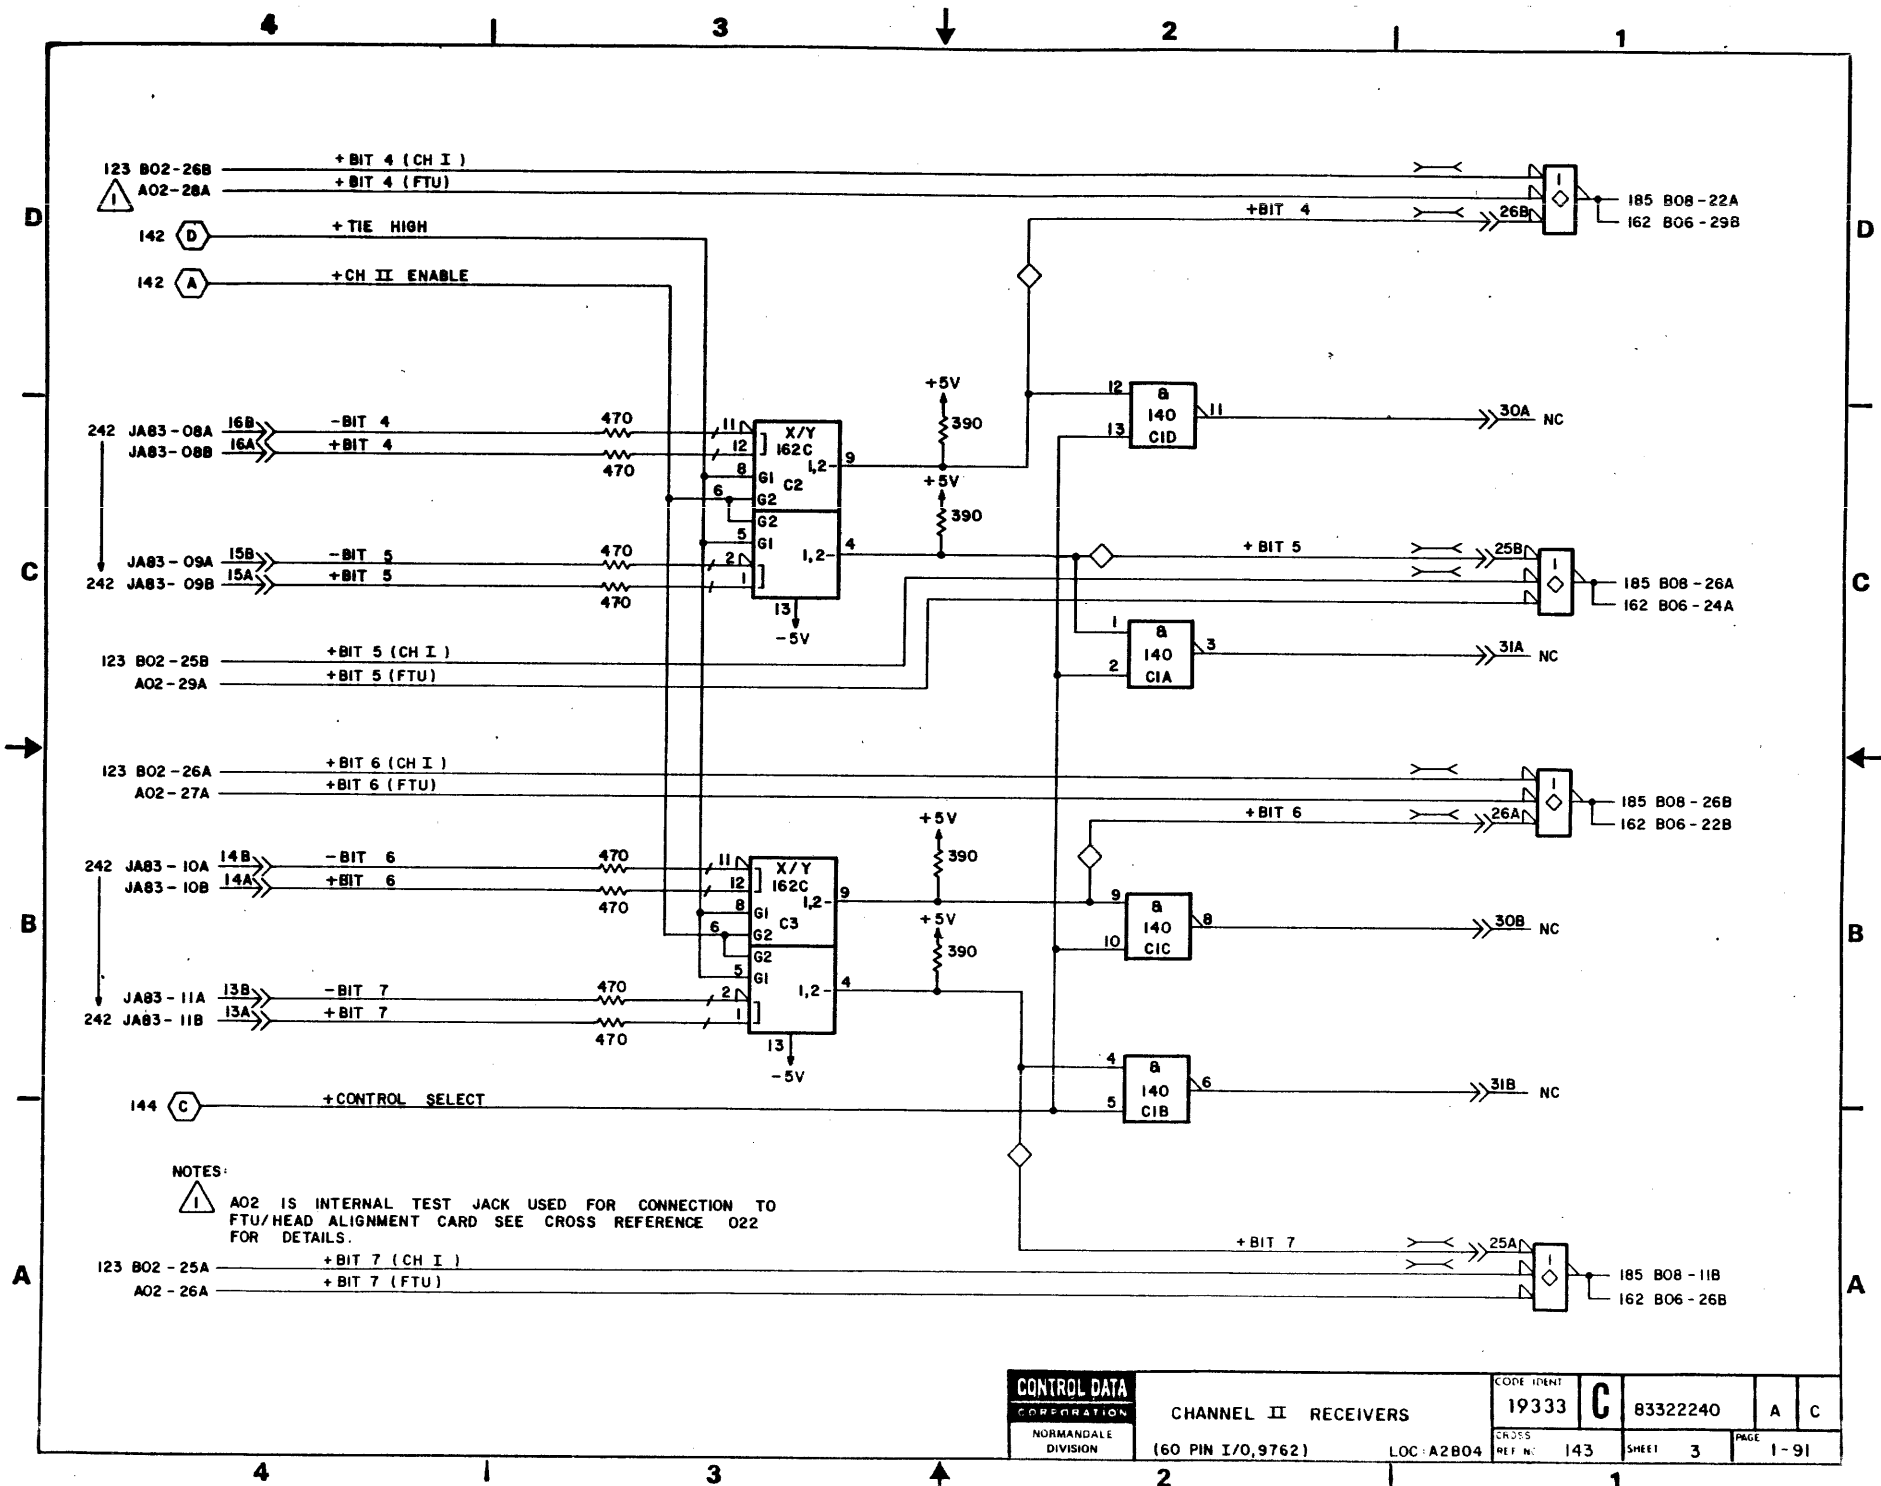 4 3 2 1
D
D
123 B02-26B +BIT 4 (CH I)
1 A02-28A +BIT 4 (FTU)
+BIT 4 26B
1
185 B08-22A
162 B06-29B
142 D +TIE HIGH
142 A +CH II ENABLE
242 JA83-08A 16B -BIT 4 470 11
JA83-08B 16A +BIT 4 470 12
8 G1
6 G2
X/Y
162C
C2
1,2 9
+5V
390
+5V
390
12 & 11 30A NC
140
13 C1D
G2
5 G1
1,2 4
JA83-09A 15B -BIT 5 470 2
242 JA83-09B 15A +BIT 5 470 1
13
-5V
+BIT 5 25B
1
185 B08-26A
162 B06-24A
C
C
1 & 3 31A NC
140
2 C1A
123 B02-25B +BIT 5 (CH I)
A02-29A +BIT 5 (FTU)
123 B02-26A +BIT 6 (CH I)
A02-27A +BIT 6 (FTU)
+BIT 6 26A
1
185 B08-26B
162 B06-22B
242 JA83-10A 14B -BIT 6 470 11
JA83-10B 14A +BIT 6 470 12
8 G1
6 G2
X/Y
162C
C3
1,2 9
+5V
390
+5V
390
9 & 8 30B NC
140
10 C1C
B
B
G2
5 G1
1,2 4
JA83-11A 13B -BIT 7 470 2
242 JA83-11B 13A +BIT 7 470 1
13
-5V
4 & 6 31B NC
140
5 C1B
144 C +CONTROL SELECT
NOTES:
1 A02 IS INTERNAL TEST JACK USED FOR CONNECTION TO
FTU/HEAD ALIGNMENT CARD SEE CROSS REFERENCE 022
FOR DETAILS.
+BIT 7 25A
123 B02-25A +BIT 7 (CH I)
A02-26A +BIT 7 (FTU)
1
185 B08-11B
162 B06-26B
A
A
CONTROL DATA
CORPORATION
NORMANDALE
DIVISION
CHANNEL II RECEIVERS
(60 PIN I/O,9762) LOC:A2B04
CODE IDENT
19333 C 83322240 A C
CROSS
REF NO. 143 SHEET 3 PAGE 1-91
4 3 2 1